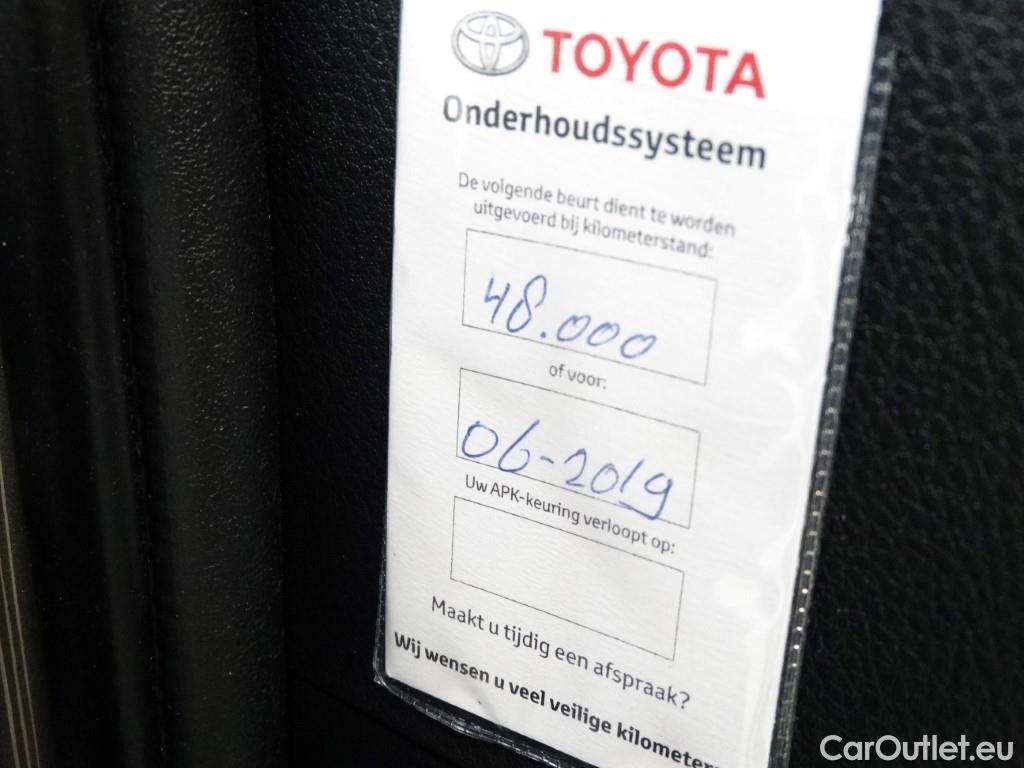 TOYOTA
Onderhoudssysteem
De volgende beurt dient te worden
uitgevoerd bij kilometerstand:
48.000
of voor:
06-2019
Uw APK-keuring verloopt op:
Maakt u tijdig een afspraak?
Wij wensen u veel veilige kilometer
CarOutlet.eu